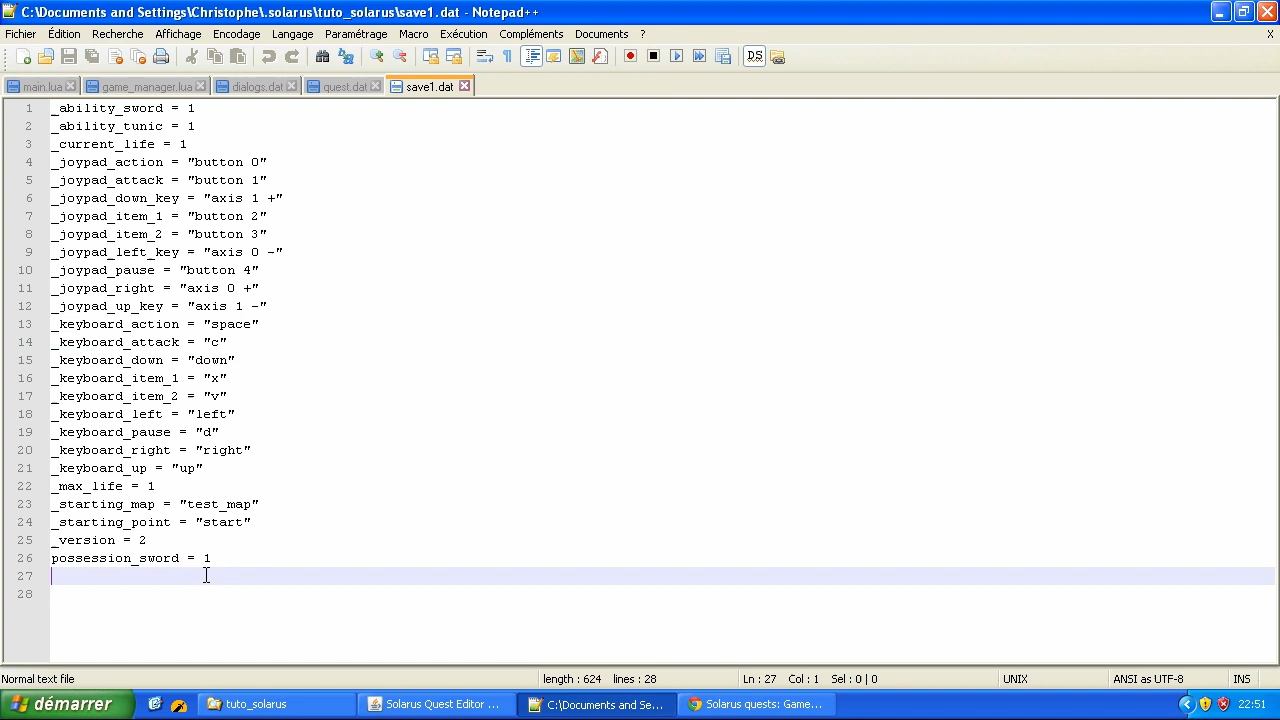 C:\Documents and Settings\Christophe\.solarus\tuto_solarus\save1.dat - Notepad++
Fichier Édition Recherche Affichage Encodage Langage Paramétrage Macro Exécution Compléments Documents ? X
main.lua game_manager.lua dialogs.dat quest.dat save1.dat
1 _ability_sword = 1
2 _ability_tunic = 1
3 _current_life = 1
4 _joypad_action = "button 0"
5 _joypad_attack = "button 1"
6 _joypad_down_key = "axis 1 +"
7 _joypad_item_1 = "button 2"
8 _joypad_item_2 = "button 3"
9 _joypad_left_key = "axis 0 -"
10 _joypad_pause = "button 4"
11 _joypad_right = "axis 0 +"
12 _joypad_up_key = "axis 1 -"
13 _keyboard_action = "space"
14 _keyboard_attack = "c"
15 _keyboard_down = "down"
16 _keyboard_item_1 = "x"
17 _keyboard_item_2 = "v"
18 _keyboard_left = "left"
19 _keyboard_pause = "d"
20 _keyboard_right = "right"
21 _keyboard_up = "up"
22 _max_life = 1
23 _starting_map = "test_map"
24 _starting_point = "start"
25 _version = 2
26 possession_sword = 1
27
28
Normal text file length : 624 lines : 28 Ln : 27 Col : 1 Sel : 0 | 0 UNIX ANSI as UTF-8 INS
démarrer tuto_solarus Solarus Quest Editor ... C:\Documents and Se... Solarus quests: Game... 22:51